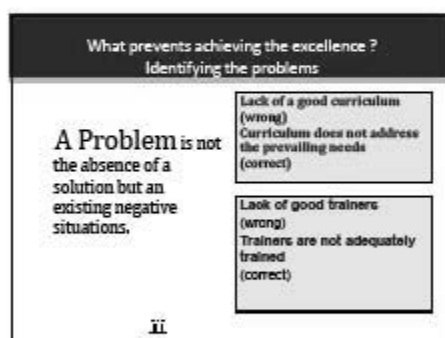 What prevents achieving the excellence ?
Identifying the problems
A Problem is not
the absence of a
solution but an
existing negative
situations.
Lack of a good curriculum
(wrong)
Curriculum does not address
the prevailing needs
(correct)
Lack of good trainers
(wrong)
Trainers are not adequately
trained
(correct)